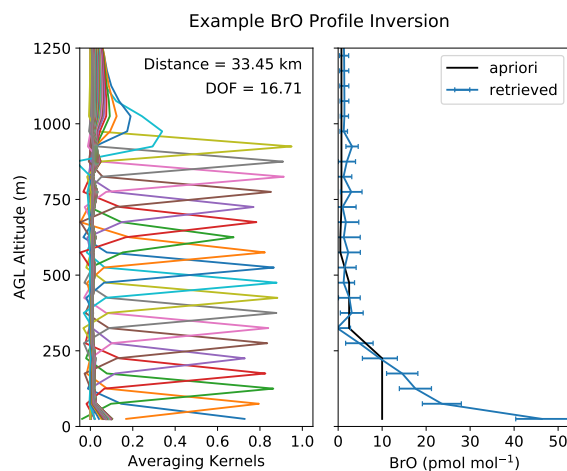 Example BrO Profile Inversion
Distance = 33.45 km
DOF = 16.71
apriori
retrieved
AGL Altitude (m)
1250
1000
750
500
250
0
0.0 0.2 0.4 0.6 0.8 1.0
0 10 20 30 40 50
Averaging Kernels
BrO (pmol mol⁻¹)